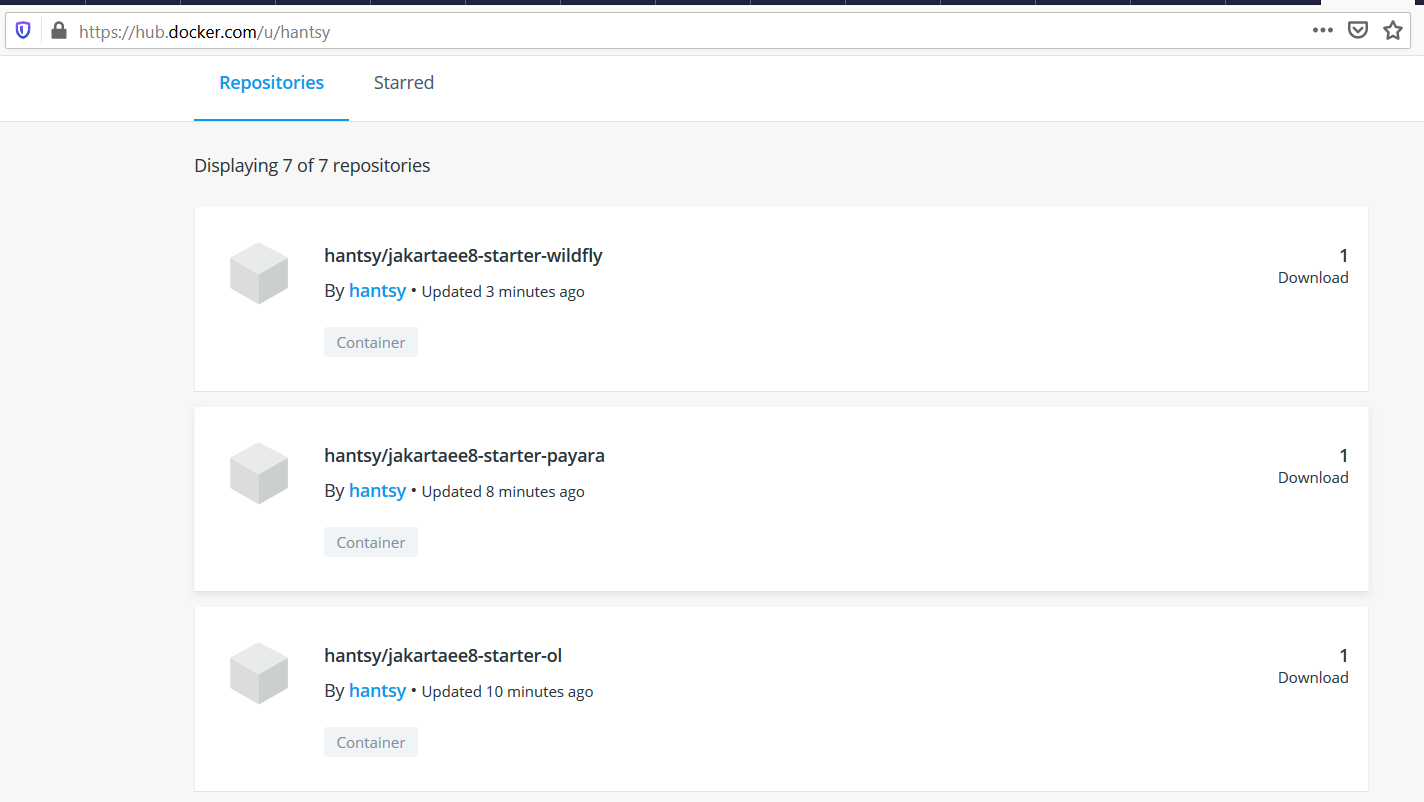 https://hub.docker.com/u/hantsy
Repositories Starred
Displaying 7 of 7 repositories
hantsy/jakartaee8-starter-wildfly 1
By hantsy • Updated 3 minutes ago Download
Container
hantsy/jakartaee8-starter-payara 1
By hantsy • Updated 8 minutes ago Download
Container
hantsy/jakartaee8-starter-ol 1
By hantsy • Updated 10 minutes ago Download
Container